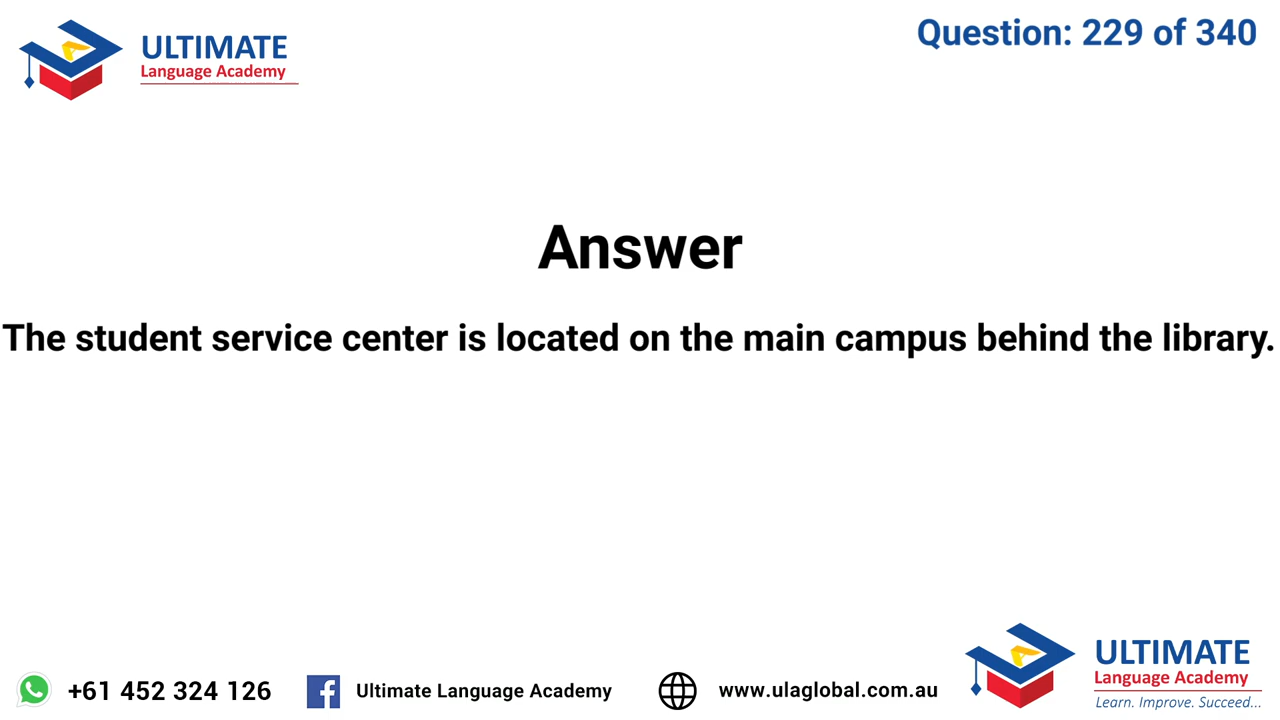 ULTIMATE
Language Academy
Question: 229 of 340
Answer
The student service center is located on the main campus behind the library.
+61 452 324 126
Ultimate Language Academy
www.ulaglobal.com.au
ULTIMATE
Language Academy
Learn. Improve. Succeed...